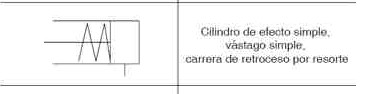 Cilindro de efecto simple,
vástago simple,
carrera de retroceso por resorte